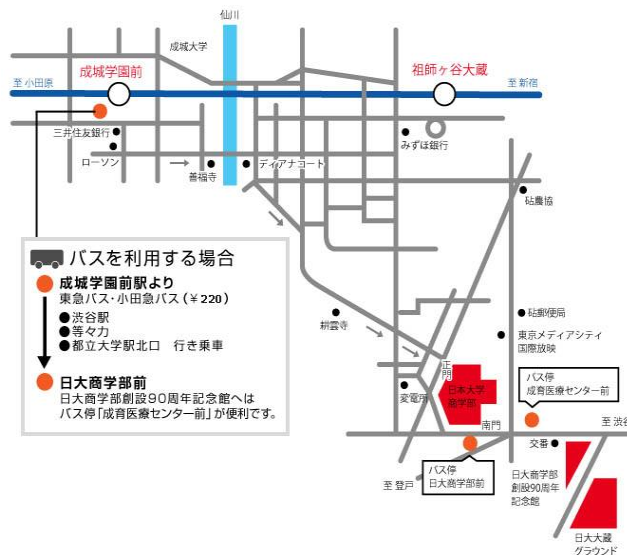 仙川
成城大学
成城学園前
祖師ヶ谷大蔵
至 小田原
至 新宿
三井住友銀行
ローソン
みずほ銀行
善福寺
ディアナコート
砧農協
バスを利用する場合
成城学園前駅より
東急バス・小田急バス (￥220)
●渋谷駅
●等々力
●都立大学駅北口 行き乗車
日大商学部前
日大商学部創設90周年記念館へは
バス停「成育医療センター前」が便利です。
耕雲寺
砧郵便局
東京メディアシティ
国際放映
正門
日本大学
商学部
変電所
バス停
成育医療センター前
南門
至 渋谷
交番
バス停
日大商学部前
至 登戸
日大商学部
創設90周年
記念館
日大大蔵
グラウンド